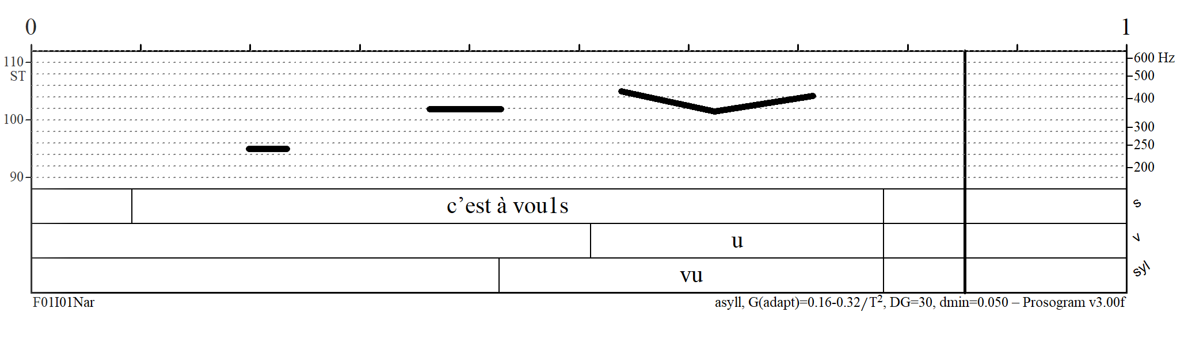 0 1
110 600 Hz
ST 500
400
100
300
250
200
90
c’est à vou1s s
u v
vu syl
F01I01Nar asyll, G(adapt)=0.16-0.32/T², DG=30, dmin=0.050 – Prosogram v3.00f